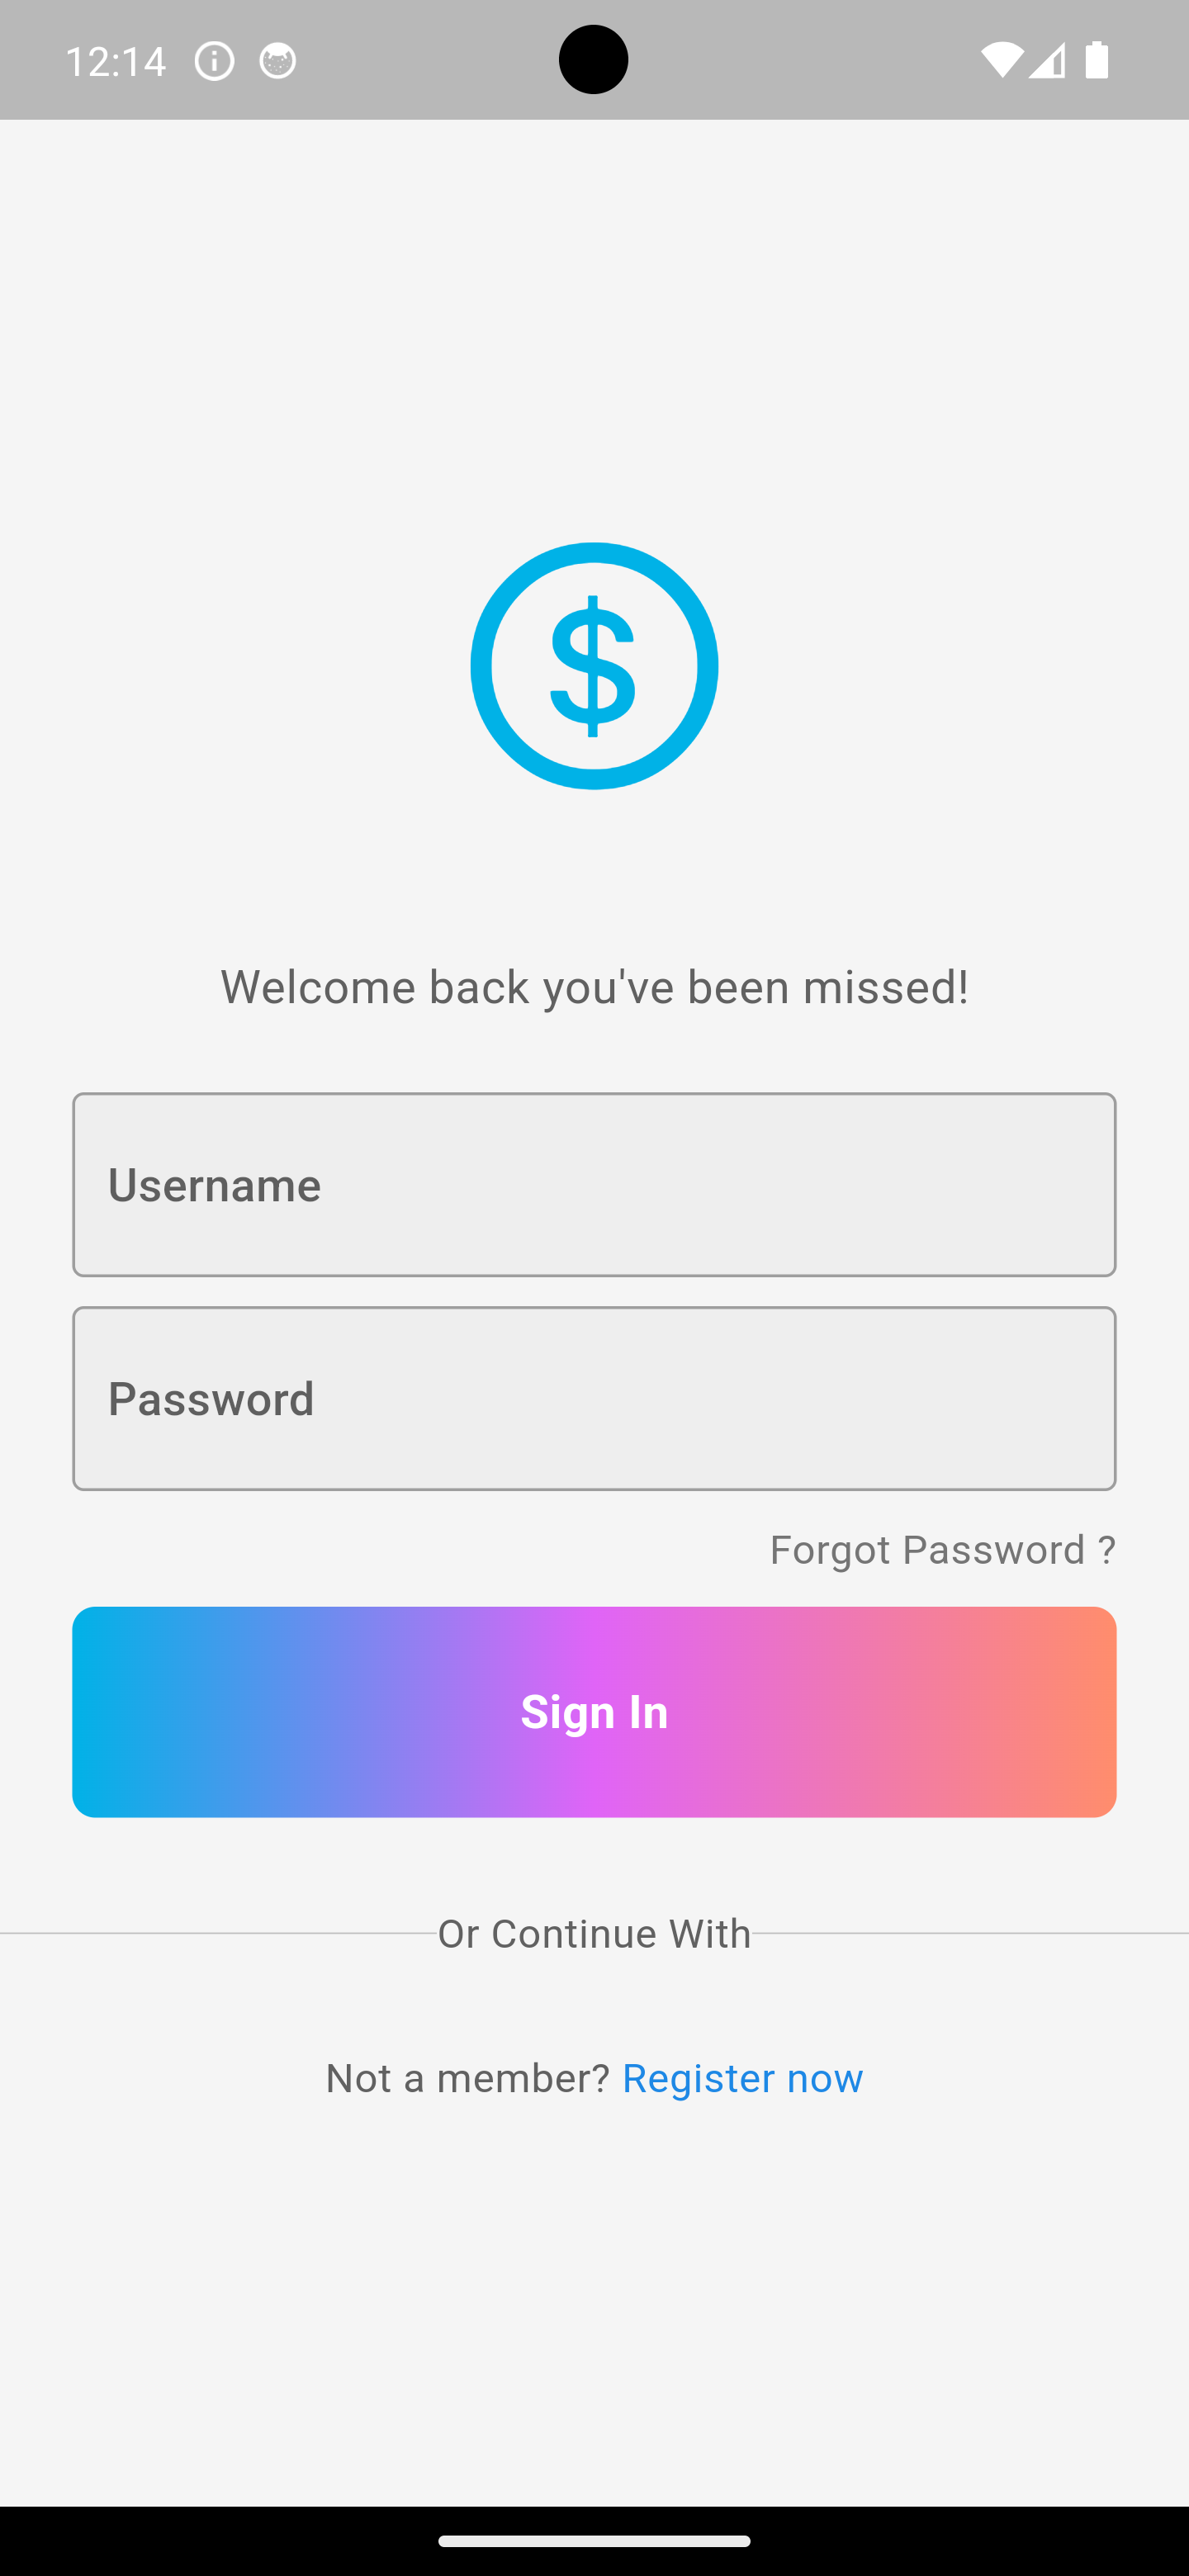 12:14
$
Welcome back you've been missed!
Username
Password
Forgot Password ?
Sign In
Or Continue With
Not a member? Register now